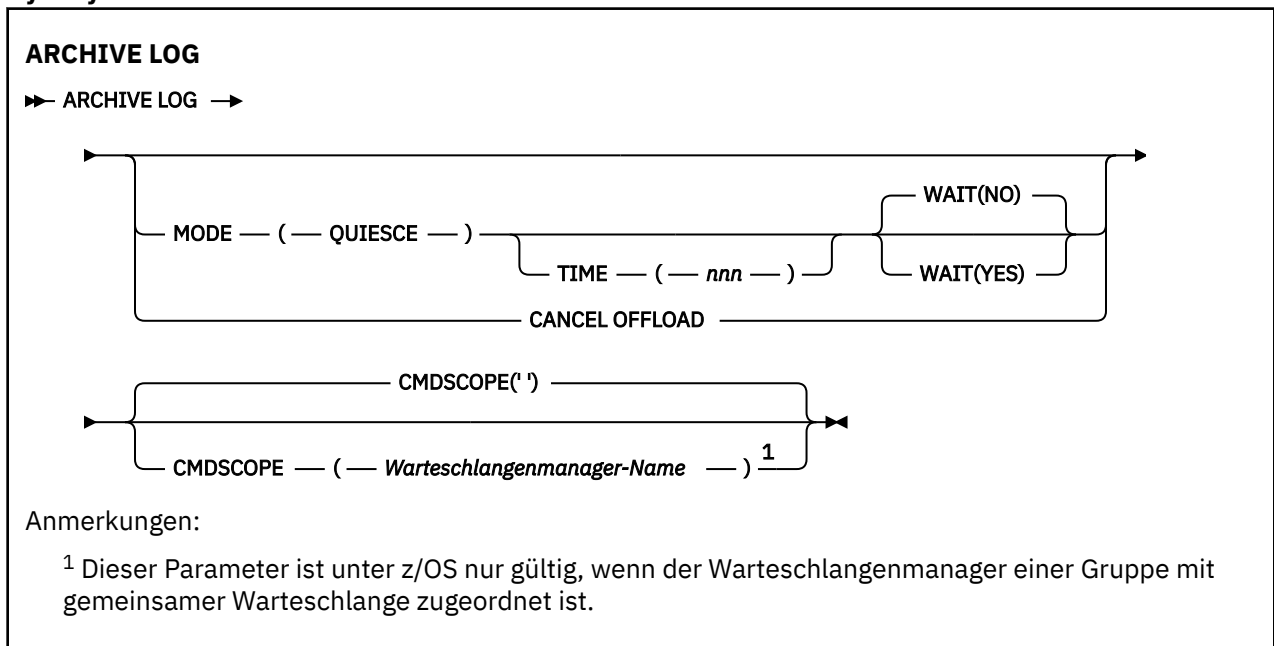 ARCHIVE LOG
ARCHIVE LOG
WAIT(NO)
MODE ( QUIESCE )
TIME ( nnn )
WAIT(YES)
CANCEL OFFLOAD
CMDSCOPE(' ')
CMDSCOPE ( Warteschlangenmanager-Name ) 1
Anmerkungen:
1 Dieser Parameter ist unter z/OS nur gültig, wenn der Warteschlangenmanager einer Gruppe mit
gemeinsamer Warteschlange zugeordnet ist.